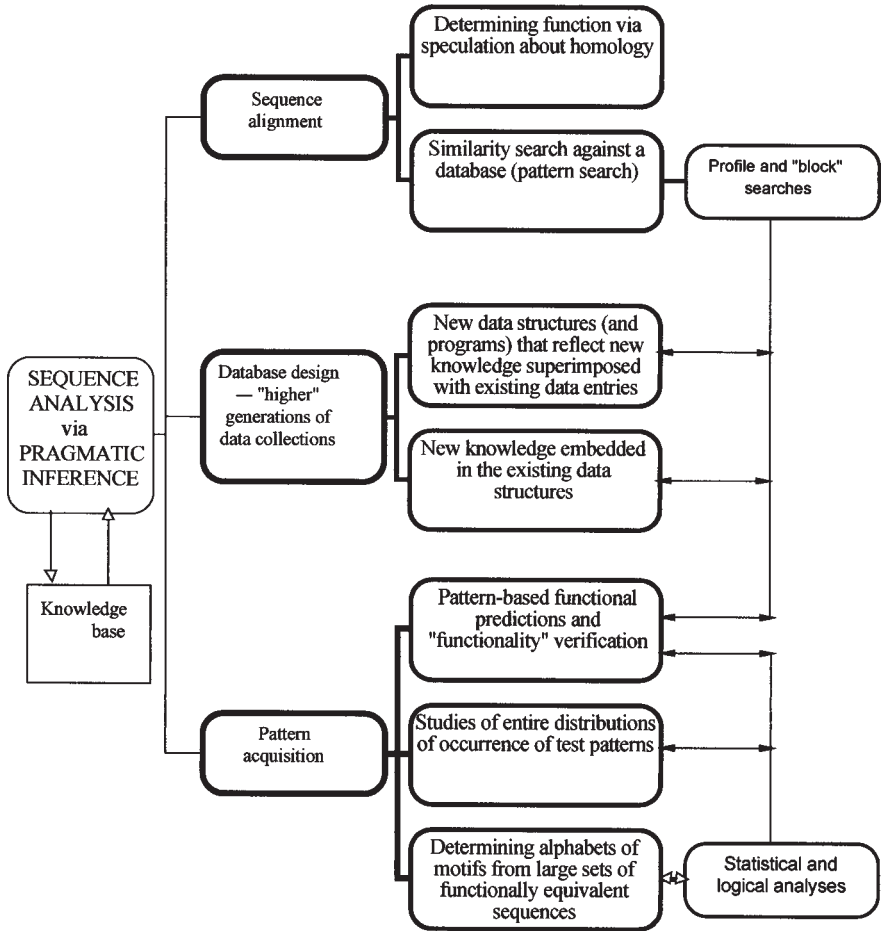 Determining function via
speculation about homology
Sequence
alignment
Similarity search against a
database (pattern search)
Profile and "block"
searches
New data structures (and
programs) that reflect new
knowledge superimposed
with existing data entries
SEQUENCE
ANALYSIS
via
PRAGMATIC
INFERENCE
Database design
— "higher"
generations of
data collections
New knowledge embedded
in the existing data
structures
Knowledge
base
Pattern-based functional
predictions and
"functionality" verification
Pattern
acquisition
Studies of entire distributions
of occurrence of test patterns
Determining alphabets of
motifs from large sets of
functionally equivalent
sequences
Statistical and
logical analyses